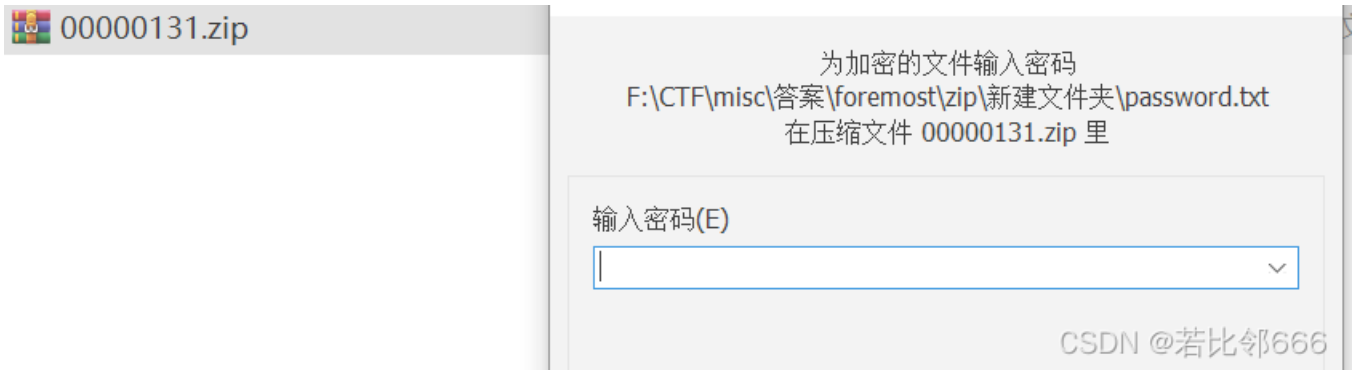 00000131.zip
为加密的文件输入密码
F:\CTF\misc\答案\foremost\zip\新建文件夹\password.txt
在压缩文件 00000131.zip 里
输入密码(E)
CSDN @若比邻666